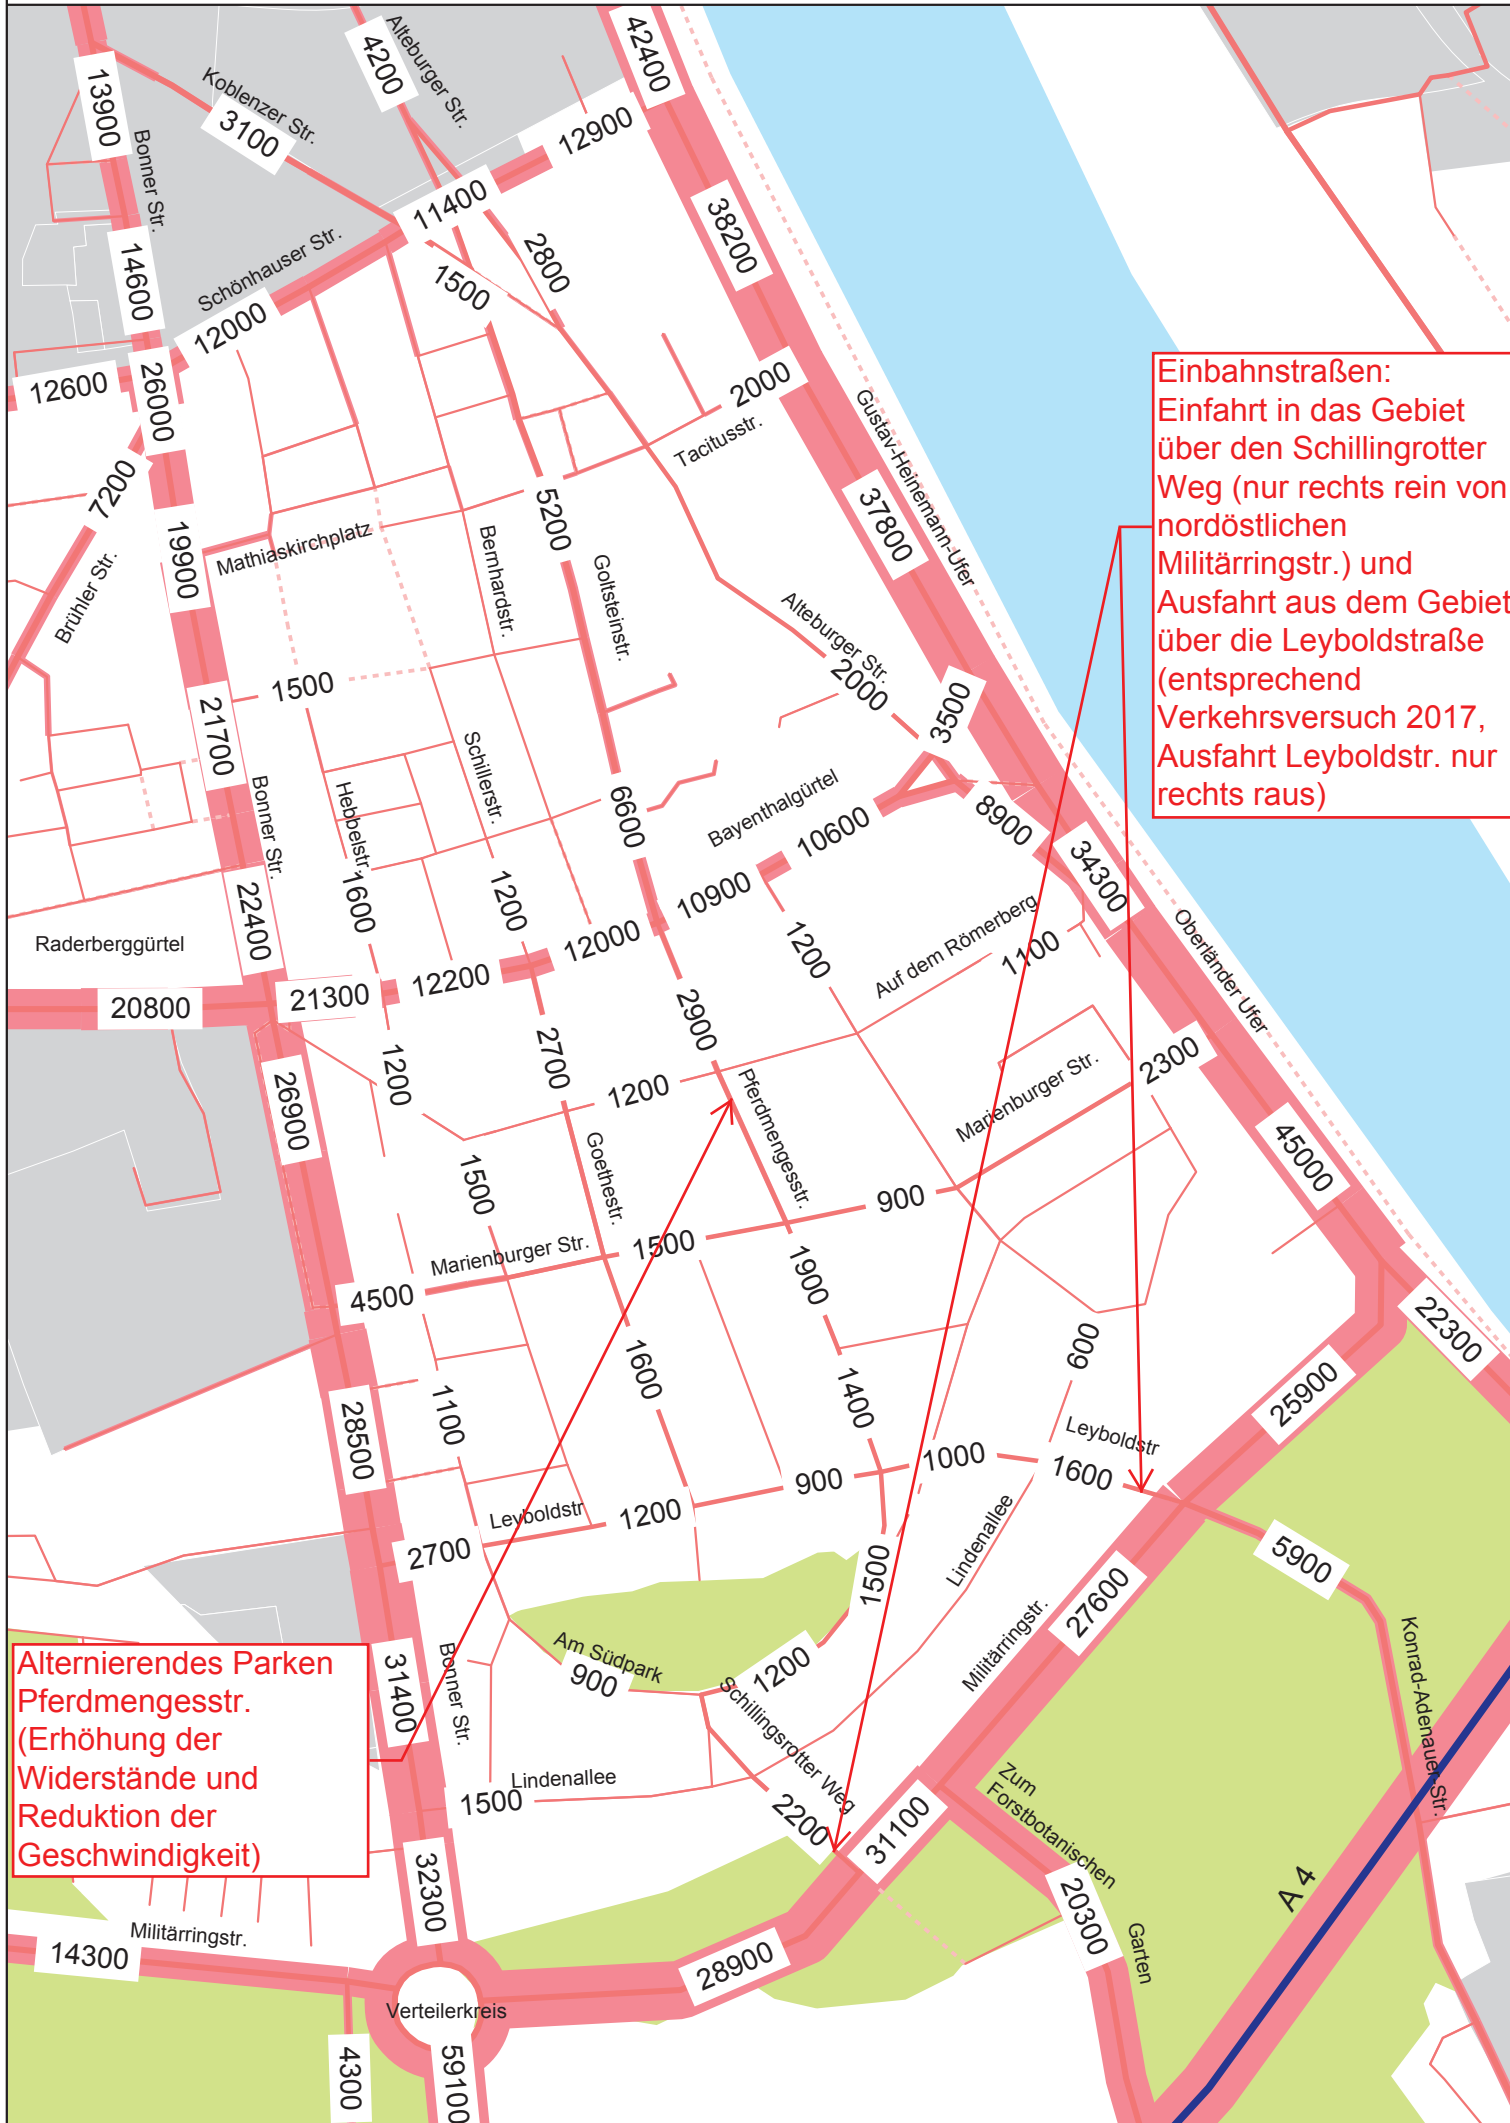 42400
Alteburger Str.
4200
Koblenzer Str.
3100
13900
Bonner Str.
12900
11400
38200
14600
Schönhauser Str.
2800
1500
12000
12600
26000
2000
Tacitusstr.
Gustav-Heinemann-Ufer
Einbahnstraßen:
Einfahrt in das Gebiet
über den Schillingrotter
Weg (nur rechts rein von
nordöstlichen
Militärringstr.) und
Ausfahrt aus dem Gebiet
über die Leyboldstraße
(entsprechend
Verkehrsversuch 2017,
Ausfahrt Leyboldstr. nur
rechts raus)
7200
5200
37800
19900
Mathiaskirchplatz
Bernhardstr.
Goltsteinstr.
Brühler Str.
Alteburger Str.
2000
1500
3500
21700
Schillerstr.
Hebbelstr.
Bonner Str.
6600
Bayenthalgürtel
10600
8900
34300
22400
1600
1200
10900
12000
1200
Auf dem Römerberg
1100
Oberländer Ufer
Raderberggürtel
20800
21300
12200
2900
2700
1200
1200
2300
Marienburger Str.
26900
Pferdmengesstr.
Goethestr.
1500
45000
900
Marienburger Str.
1500
4500
1900
22300
600
1600
25900
1400
1100
28500
Leyboldstr
1000
1600
900
1200
Leyboldstr
2700
5900
1500
Lindenallee
27600
Militärringstr.
Konrad-Adenauer-Str.
Alternierendes Parken
Pferdmengesstr.
(Erhöhung der
Widerstände und
Reduktion der
Geschwindigkeit)
31400
Bonner Str.
Am Südpark
900
1200
Schillingsrotter Weg
Lindenallee
1500
2200
31100
Zum
Forstbotanischen
Garten
20300
A 4
32300
Militärringstr.
14300
28900
Verteilerkreis
4300
59100